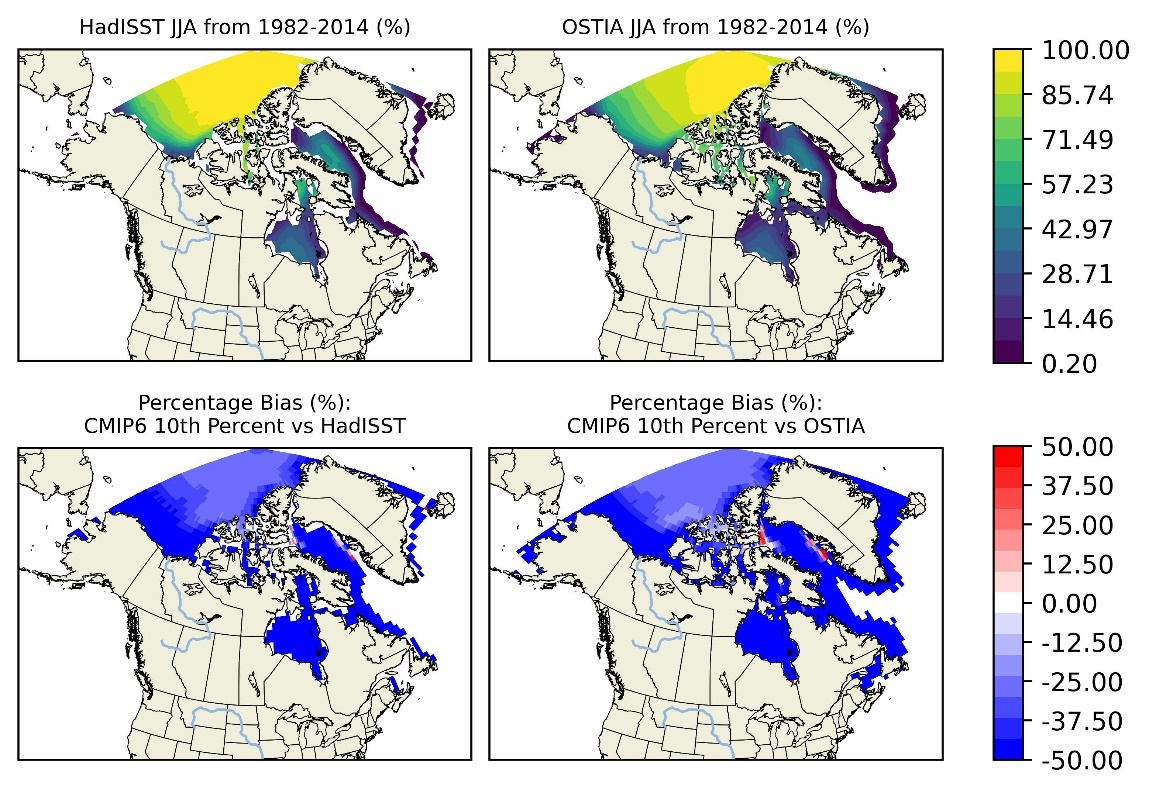 HadISST JJA from 1982-2014 (%)
OSTIA JJA from 1982-2014 (%)
100.00
85.74
71.49
57.23
42.97
28.71
14.46
0.20
Percentage Bias (%):
CMIP6 10th Percent vs HadISST
Percentage Bias (%):
CMIP6 10th Percent vs OSTIA
50.00
37.50
25.00
12.50
0.00
-12.50
-25.00
-37.50
-50.00